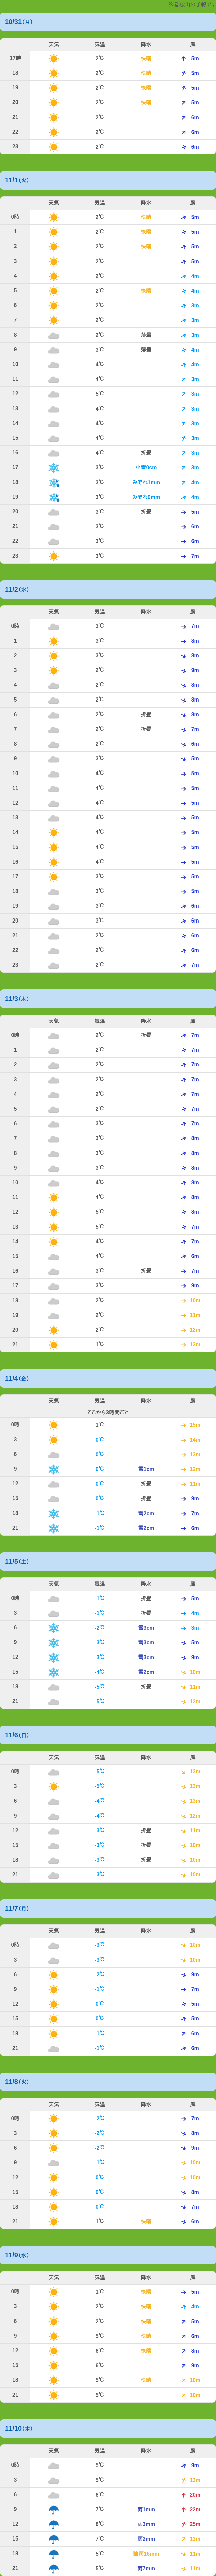 ※乾燥山の予報です
10/31(月)
天気 気温 降水 風
17時 2℃ 快晴 5m
18 2℃ 快晴 5m
19 2℃ 快晴 5m
20 2℃ 快晴 5m
21 2℃ 6m
22 2℃ 6m
23 2℃ 6m
11/1(火)
天気 気温 降水 風
0時 2℃ 快晴 5m
1 2℃ 快晴 5m
2 2℃ 快晴 5m
3 2℃ 5m
4 2℃ 4m
5 2℃ 快晴 4m
6 2℃ 3m
7 2℃ 3m
8 2℃ 薄曇 3m
9 3℃ 薄曇 4m
10 4℃ 4m
11 4℃ 3m
12 5℃ 3m
13 4℃ 3m
14 4℃ 3m
15 4℃ 3m
16 4℃ 折曇 3m
17 3℃ 小雪0cm 3m
18 3℃ みぞれ1mm 4m
19 3℃ みぞれ0mm 4m
20 3℃ 折曇 5m
21 3℃ 6m
22 3℃ 6m
23 3℃ 7m
11/2(水)
天気 気温 降水 風
0時 3℃ 7m
1 3℃ 8m
2 3℃ 8m
3 2℃ 9m
4 2℃ 8m
5 2℃ 8m
6 2℃ 折曇 8m
7 2℃ 折曇 7m
8 2℃ 6m
9 3℃ 5m
10 4℃ 5m
11 4℃ 5m
12 4℃ 5m
13 4℃ 5m
14 4℃ 5m
15 4℃ 5m
16 4℃ 5m
17 3℃ 5m
18 3℃ 5m
19 3℃ 6m
20 3℃ 6m
21 2℃ 6m
22 2℃ 6m
23 2℃ 7m
11/3(木)
天気 気温 降水 風
0時 2℃ 折曇 7m
1 2℃ 7m
2 2℃ 7m
3 2℃ 7m
4 2℃ 7m
5 2℃ 7m
6 3℃ 7m
7 3℃ 8m
8 3℃ 8m
9 3℃ 8m
10 4℃ 8m
11 4℃ 8m
12 5℃ 8m
13 5℃ 7m
14 4℃ 7m
15 4℃ 6m
16 3℃ 折曇 7m
17 3℃ 9m
18 2℃ 10m
19 2℃ 11m
20 2℃ 12m
21 1℃ 13m
11/4(金)
天気 気温 降水 風
ここから3時間ごと
0時 1℃ 15m
3 0℃ 14m
6 0℃ 13m
9 0℃ 雪1cm 12m
12 0℃ 折曇 11m
15 0℃ 折曇 9m
18 -1℃ 雪2cm 7m
21 -1℃ 雪2cm 6m
11/5(土)
天気 気温 降水 風
0時 -1℃ 折曇 5m
3 -1℃ 折曇 4m
6 -2℃ 雪3cm 3m
9 -3℃ 雪3cm 5m
12 -3℃ 雪3cm 9m
15 -4℃ 雪2cm 10m
18 -5℃ 折曇 11m
21 -5℃ 12m
11/6(日)
天気 気温 降水 風
0時 -5℃ 13m
3 -5℃ 13m
6 -4℃ 13m
9 -4℃ 12m
12 -3℃ 折曇 11m
15 -3℃ 折曇 10m
18 -3℃ 折曇 10m
21 -3℃ 10m
11/7(月)
天気 気温 降水 風
0時 -3℃ 10m
3 -3℃ 10m
6 -2℃ 9m
9 -1℃ 7m
12 0℃ 5m
15 0℃ 5m
18 -1℃ 6m
21 -1℃ 6m
11/8(火)
天気 気温 降水 風
0時 -2℃ 7m
3 -2℃ 8m
6 -2℃ 9m
9 -1℃ 10m
12 0℃ 10m
15 0℃ 8m
18 0℃ 7m
21 1℃ 快晴 6m
11/9(水)
天気 気温 降水 風
0時 1℃ 快晴 5m
3 2℃ 快晴 4m
6 2℃ 快晴 5m
9 5℃ 快晴 6m
12 6℃ 快晴 8m
15 6℃ 9m
18 5℃ 快晴 10m
21 5℃ 10m
11/10(木)
天気 気温 降水 風
0時 5℃ 9m
3 5℃ 13m
6 6℃ 20m
9 7℃ 雨1mm 22m
12 8℃ 雨3mm 25m
15 7℃ 雨2mm 13m
18 5℃ 強雨16mm 11m
21 5℃ 雨7mm 11m